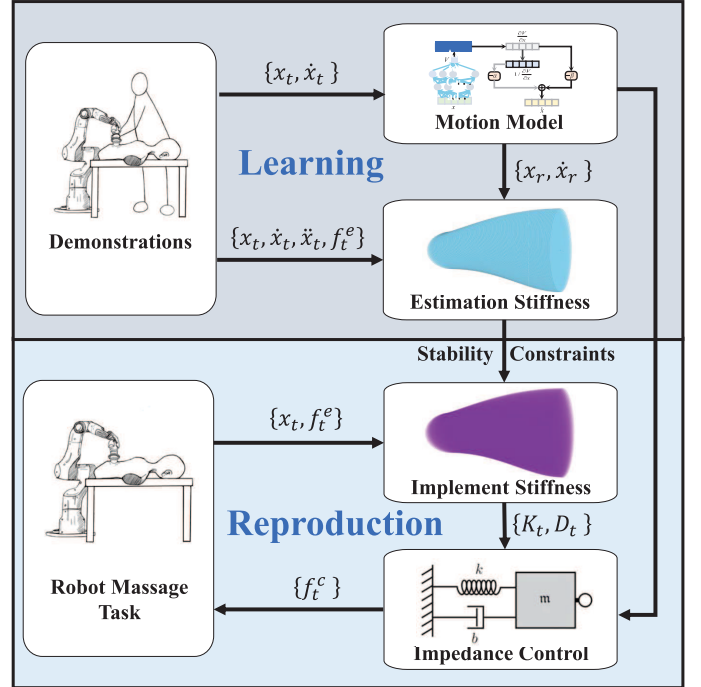 {x_t, ẋ_t }
Motion Model
Learning
{x_r, ẋ_r }
Demonstrations
{x_t, ẋ_t, ẍ_t, f_t^e}
Estimation Stiffness
Stability Constraints
{x_t, f_t^e}
Implement Stiffness
Reproduction
{K_t, D_t }
Robot Massage
Task
{f_t^c }
k
m
b
Impedance Control